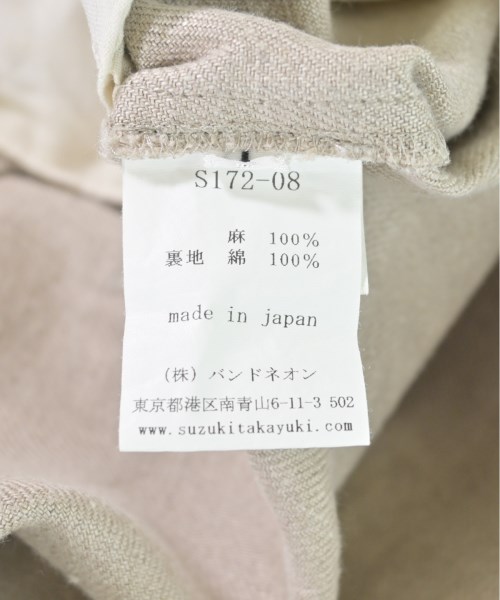 S172-08
麻 100%
裏地 綿 100%
made in japan
(株) バンドネオン
東京都港区南青山6-11-3 502
www.suzukitakayuki.com